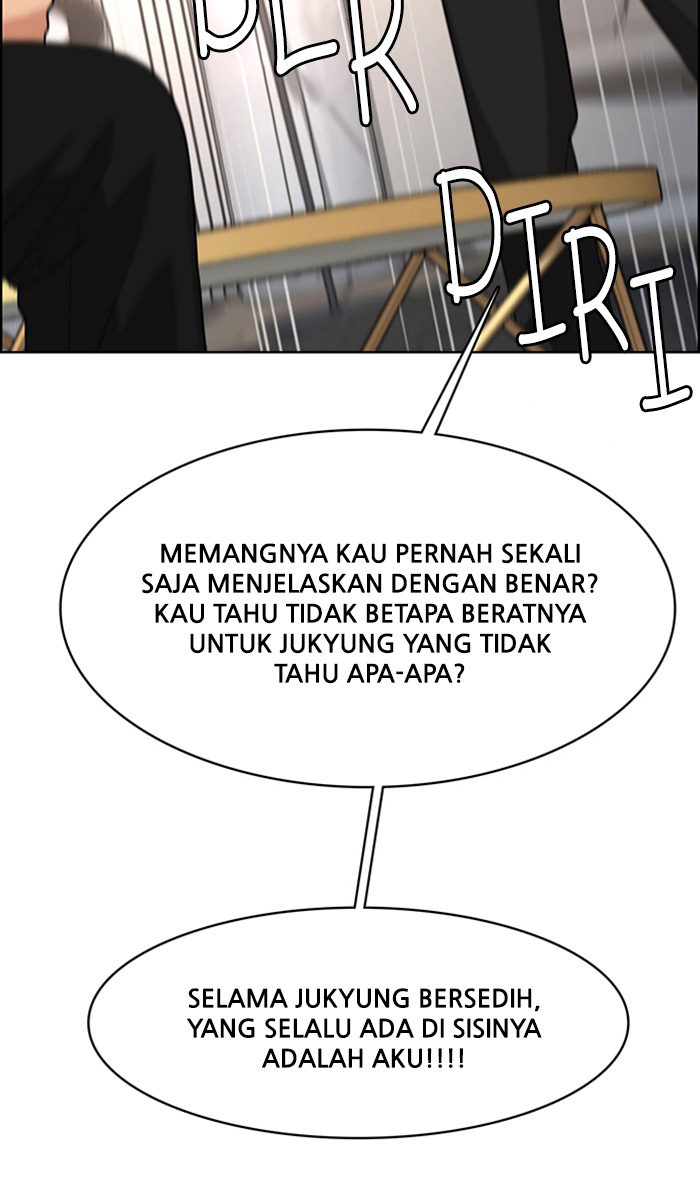 BER
DIRI
MEMANGNYA KAU PERNAH SEKALI
SAJA MENJELASKAN DENGAN BENAR?
KAU TAHU TIDAK BETAPA BERATNYA
UNTUK JUKYUNG YANG TIDAK
TAHU APA-APA?
SELAMA JUKYUNG BERSEDIH,
YANG SELALU ADA DI SISINYA
ADALAH AKU!!!!